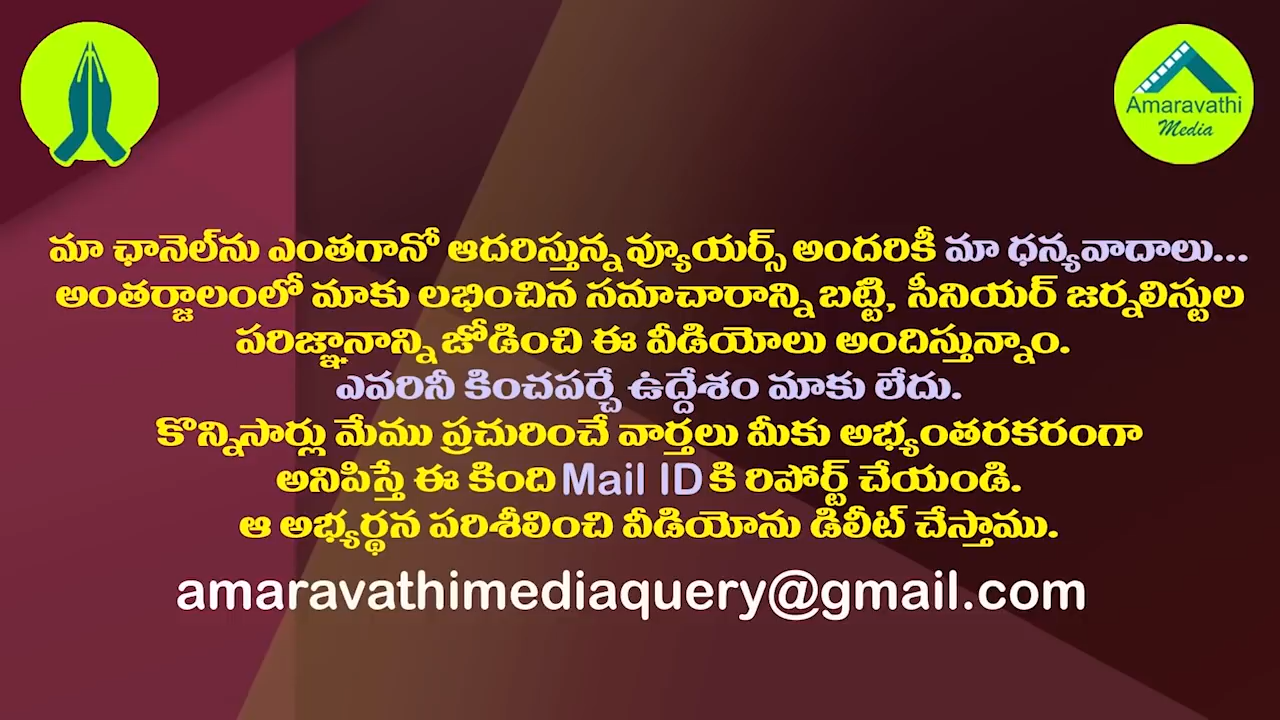 Amaravathi
Media
మా ఛానెల్‌ను ఎంతగానో ఆదరిస్తున్న వ్యూయర్స్ అందరికీ మా ధన్యవాదాలు...
అంతర్జాలంలో మాకు లభించిన సమాచారాన్ని బట్టి, సీనియర్ జర్నలిస్టుల
పరిజ్ఞానాన్ని జోడించి ఈ వీడియోలు అందిస్తున్నాం.
ఎవరినీ కించపర్చే ఉద్దేశం మాకు లేదు.
కొన్నిసార్లు మేము ప్రచురించే వార్తలు మీకు అభ్యంతరకరంగా
అనిపిస్తే ఈ కింది Mail ID కి రిపోర్ట్ చేయండి.
ఆ అభ్యర్థన పరిశీలించి వీడియోను డిలీట్ చేస్తాము.
amaravathimediaquery@gmail.com